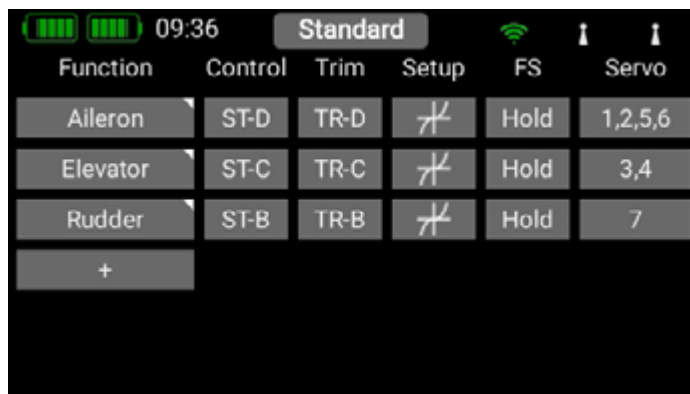 09:36 Standard
Function Control Trim Setup FS Servo
Aileron ST-D TR-D Hold 1,2,5,6
Elevator ST-C TR-C Hold 3,4
Rudder ST-B TR-B Hold 7
+